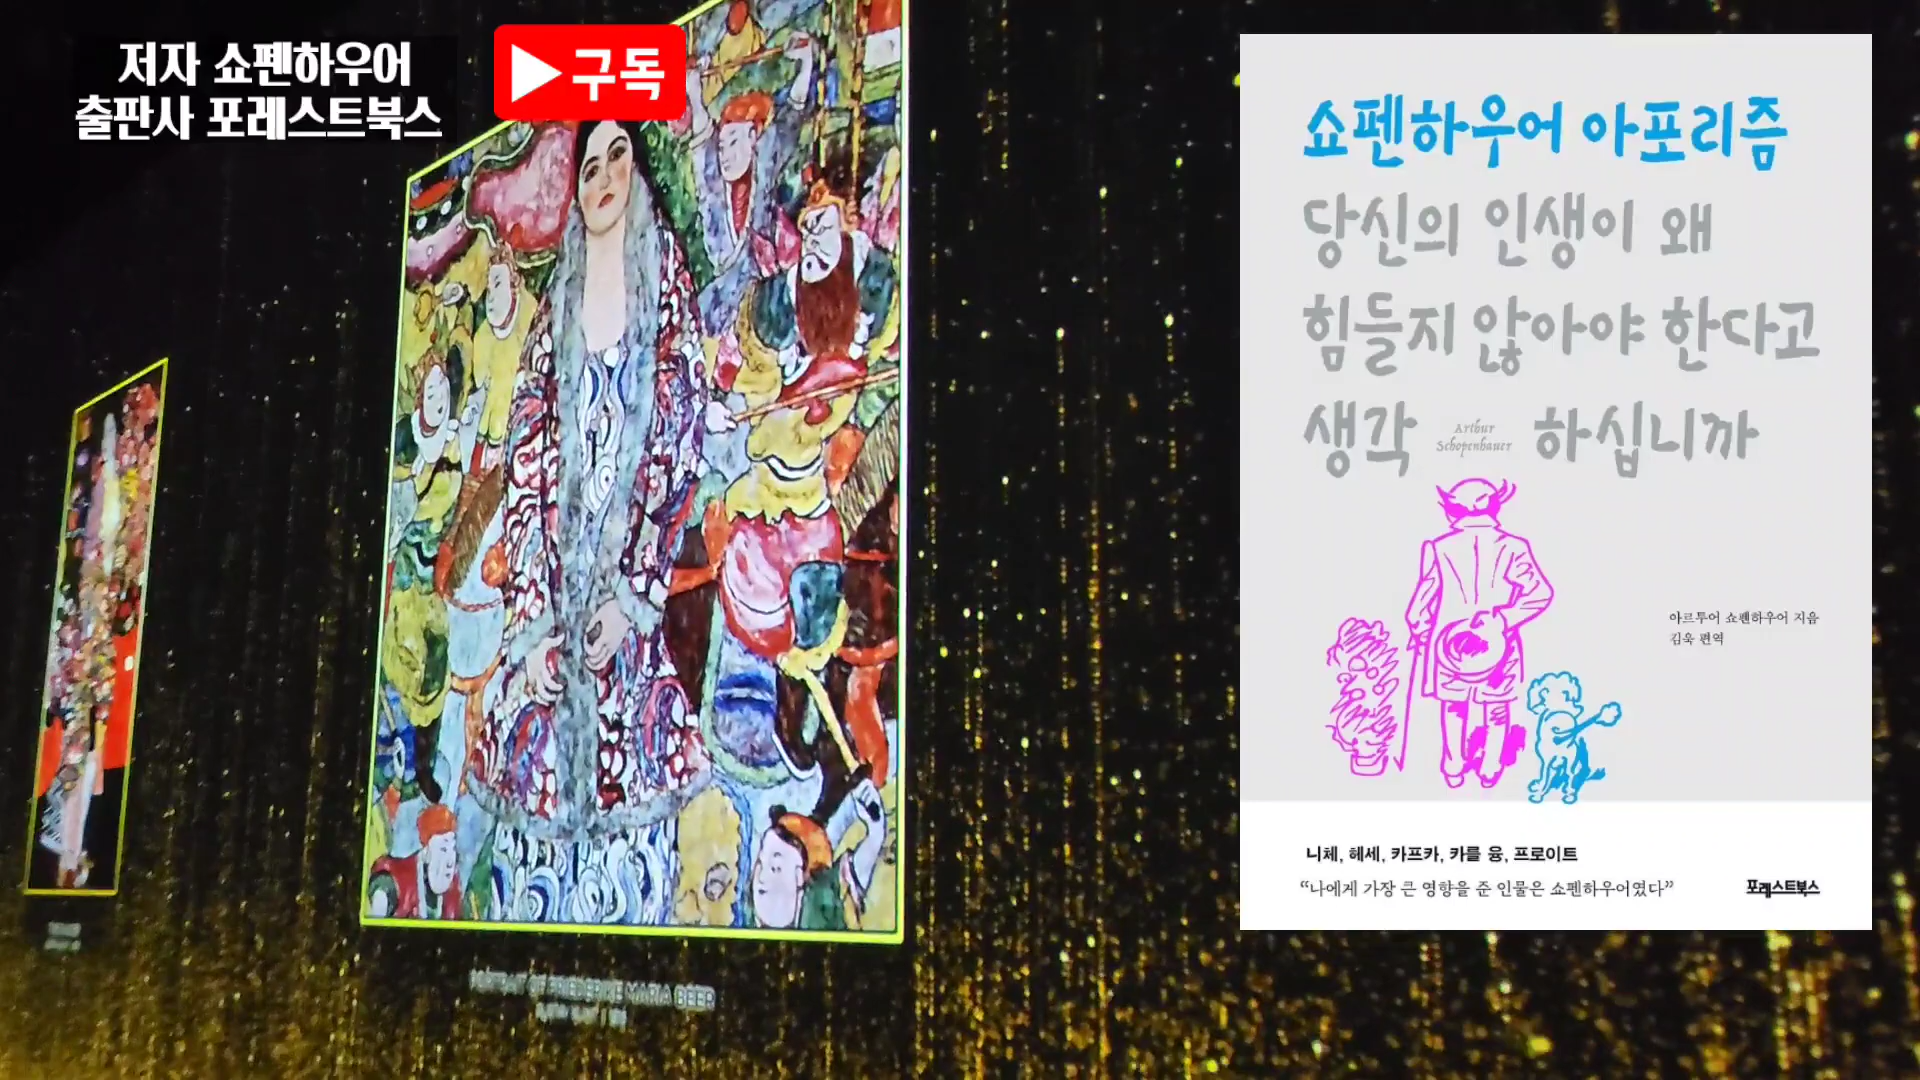 저자 쇼펜하우어
출판사 포레스트북스
구독
쇼펜하우어 아포리즘
당신의 인생이 왜
힘들지 않아야 한다고
생각 하십니까
Arthur
Schopenhauer
아르투어 쇼펜하우어 지음
김욱 편역
니체, 헤세, 카프카, 카를 융, 프로이트
“나에게 가장 큰 영향을 준 인물은 쇼펜하우어였다”
포레스트북스
PORTRAIT OF FRIEDERIKE MARIA BEER